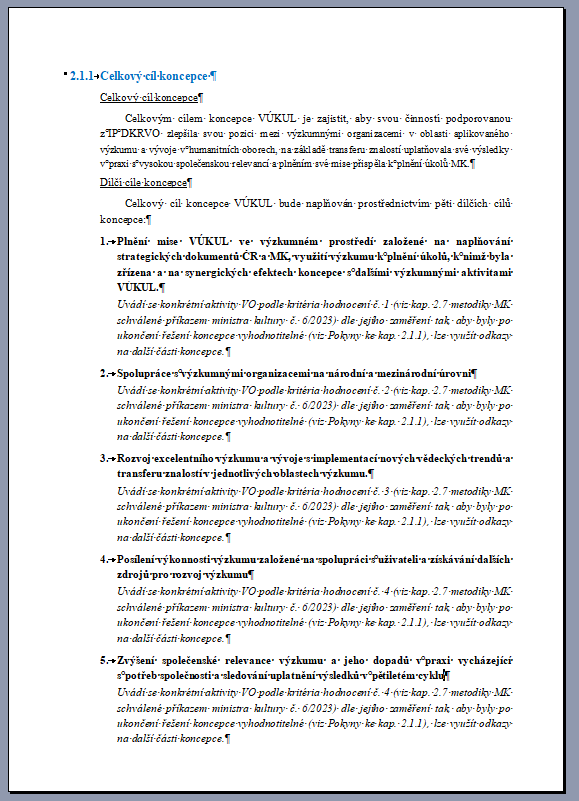 2.1.1 Celkový cíl koncepce
Celkový cíl koncepce
Celkovým cílem koncepce VÚKUL je zajistit, aby svou činností podporovanou
z IP DKRVO zlepšila svou pozici mezi výzkumnými organizacemi v oblasti aplikovaného
výzkumu a vývoje v humanitních oborech, na základě transferu znalostí uplatňovala své výsledky
v praxi s vysokou společenskou relevancí a plněním své mise přispěla k plnění úkolů MK.
Dílčí cíle koncepce
Celkový cíl koncepce VÚKUL bude naplňován prostřednictvím pěti dílčích cílů
koncepce:
1. Plnění mise VÚKUL ve výzkumném prostředí založené na naplňování
strategických dokumentů ČR a MK, využití výzkumu k plnění úkolů, k nimž byla
zřízena a na synergických efektech koncepce s dalšími výzkumnými aktivitami
VÚKUL.
Uvádí se konkrétní aktivity VO podle kritéria hodnocení č. 1 (viz kap. 2.7 metodiky MK
schválené příkazem ministra kultury č. 6/2023) dle jejího zaměření tak, aby byly po
ukončení řešení koncepce vyhodnotitelné (viz Pokyny ke kap. 2.1.1), lze využít odkazy
na další části koncepce.
2. Spolupráce s výzkumnými organizacemi na národní a mezinárodní úrovni
Uvádí se konkrétní aktivity VO podle kritéria hodnocení č. 2 (viz kap. 2.7 metodiky MK
schválené příkazem ministra kultury č. 6/2023) dle jejího zaměření tak, aby byly po
ukončení řešení koncepce vyhodnotitelné (viz Pokyny ke kap. 2.1.1), lze využít odkazy
na další části koncepce.
3. Rozvoj excelentního výzkumu a vývoje s implementací nových vědeckých trendů a
transferu znalostí v jednotlivých oblastech výzkumu.
Uvádí se konkrétní aktivity VO podle kritéria hodnocení č. 3 (viz kap. 2.7 metodiky MK
schválené příkazem ministra kultury č. 6/2023) dle jejího zaměření tak, aby byly po
ukončení řešení koncepce vyhodnotitelné (viz Pokyny ke kap. 2.1.1), lze využít odkazy
na další části koncepce.
4. Posílení výkonnosti výzkumu založené na spolupráci s uživateli a získávání dalších
zdrojů pro rozvoj výzkumu
Uvádí se konkrétní aktivity VO podle kritéria hodnocení č. 4 (viz kap. 2.7 metodiky MK
schválené příkazem ministra kultury č. 6/2023) dle jejího zaměření tak, aby byly po
ukončení řešení koncepce vyhodnotitelné (viz Pokyny ke kap. 2.1.1), lze využít odkazy
na další části koncepce.
5. Zvýšení společenské relevance výzkumu a jeho dopadů v praxi vycházející
s potřeb společnosti a sledování uplatnění výsledků v pětiletém cyklu
Uvádí se konkrétní aktivity VO podle kritéria hodnocení č. 4 (viz kap. 2.7 metodiky MK
schválené příkazem ministra kultury č. 6/2023) dle jejího zaměření tak, aby byly po
ukončení řešení koncepce vyhodnotitelné (viz Pokyny ke kap. 2.1.1), lze využít odkazy
na další části koncepce.